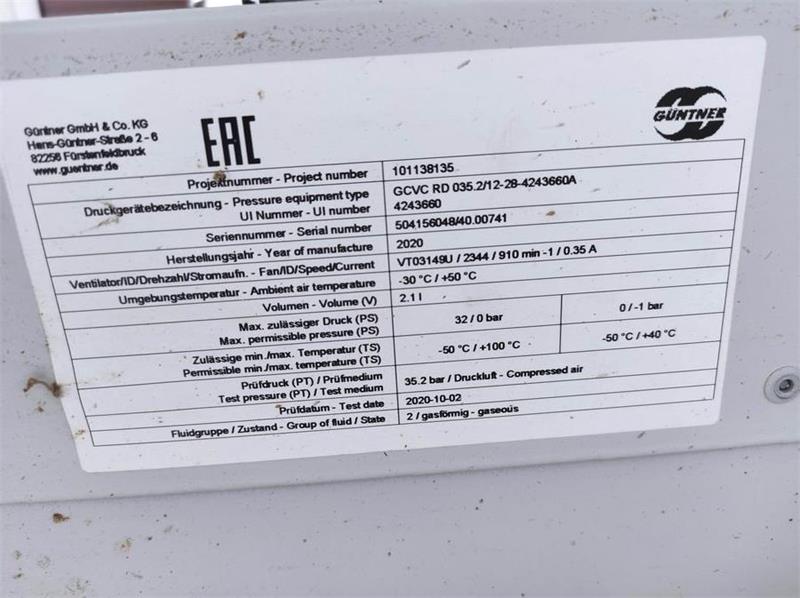 Güntner GmbH & Co. KG
Hans-Güntner-Straße 2 - 6
82256 Fürstenfeldbruck
www.guentner.de
EAC
GÜNTNER
Projektnummer - Project number 101138135
Druckgerätebezeichnung - Pressure equipment type GCVC RD 035.2/12-28-4243660A
UI Nummer - UI number 4243660
Seriennummer - Serial number 504156048/40.00741
Herstellungsjahr - Year of manufacture 2020
Ventilator/ID/Drehzahl/Stromaufn. - Fan/ID/Speed/Current VT03149U / 2344 / 910 min -1 / 0.35 A
Umgebungstemperatur - Ambient air temperature -30 °C / +50 °C
Volumen - Volume (V) 2.1 l
Max. zulässiger Druck (PS) 32 / 0 bar 0 / -1 bar
Max. permissible pressure (PS)
Zulässige min./max. Temperatur (TS) -50 °C / +100 °C -50 °C / +40 °C
Permissible min./max. temperature (TS)
Prüfdruck (PT) / Prüfmedium 35.2 bar / Druckluft - Compressed air
Test pressure (PT) / Test medium
Prüfdatum - Test date 2020-10-02
Fluidgruppe / Zustand - Group of fluid / State 2 / gasförmig - gaseous